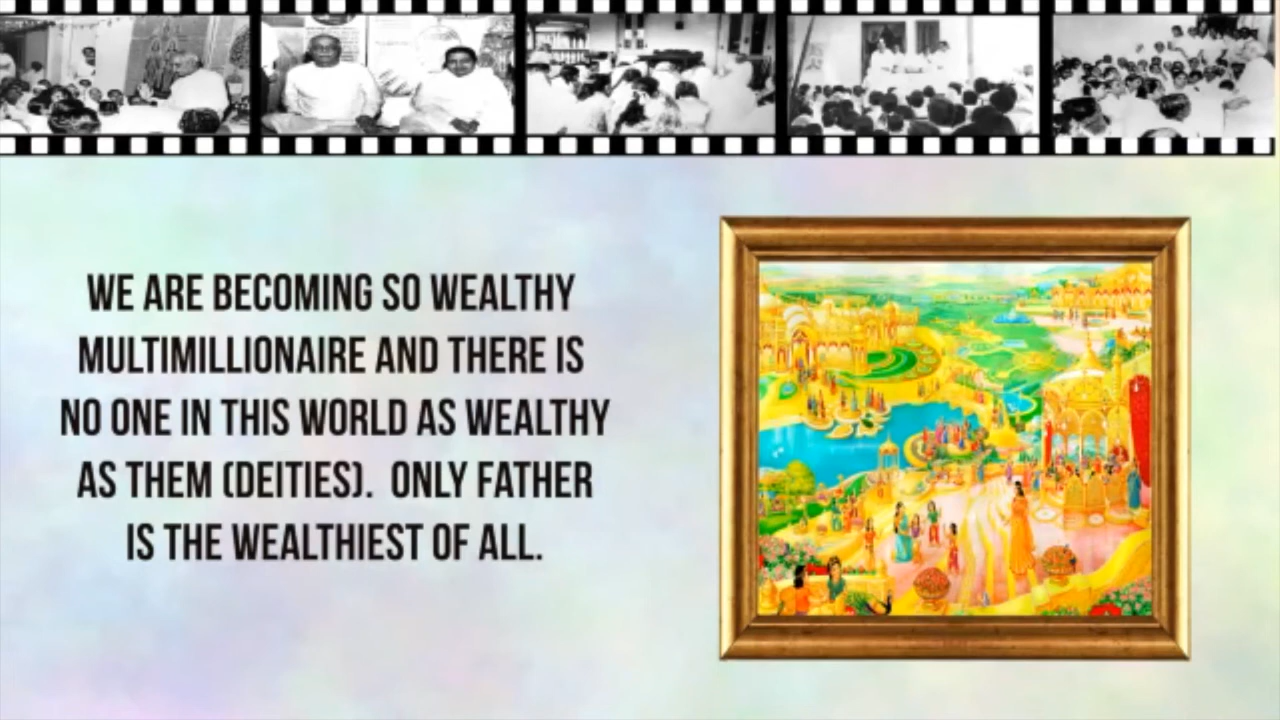 WE ARE BECOMING SO WEALTHY
MULTIMILLIONAIRE AND THERE IS
NO ONE IN THIS WORLD AS WEALTHY
AS THEM (DEITIES). ONLY FATHER
IS THE WEALTHIEST OF ALL.